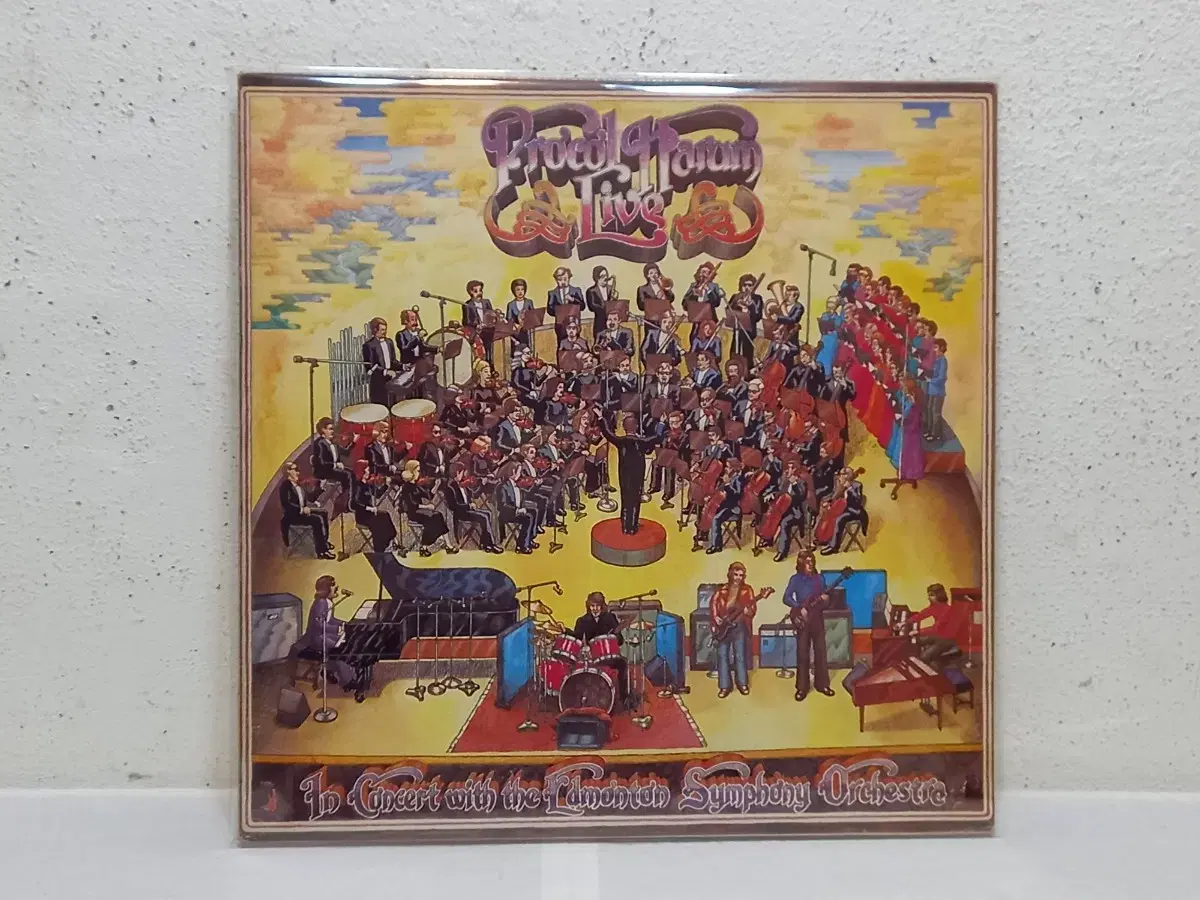 Procol Harum
Live
In Concert with the Edmonton Symphony Orchestra